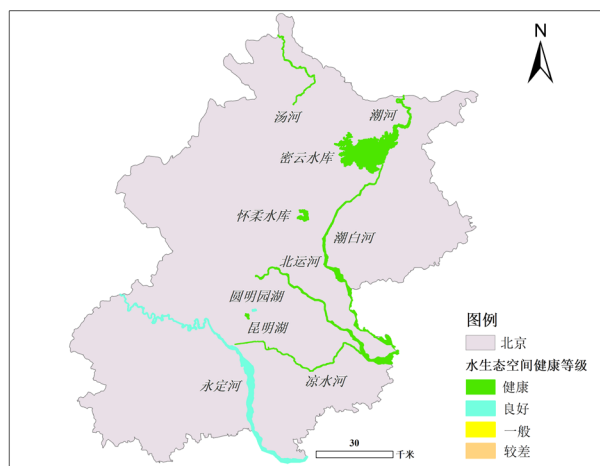 N
汤河
潮河
密云水库
怀柔水库
潮白河
北运河
圆明园湖
昆明湖
永定河
凉水河
图例
北京
水生态空间健康等级
健康
良好
一般
较差
30
千米